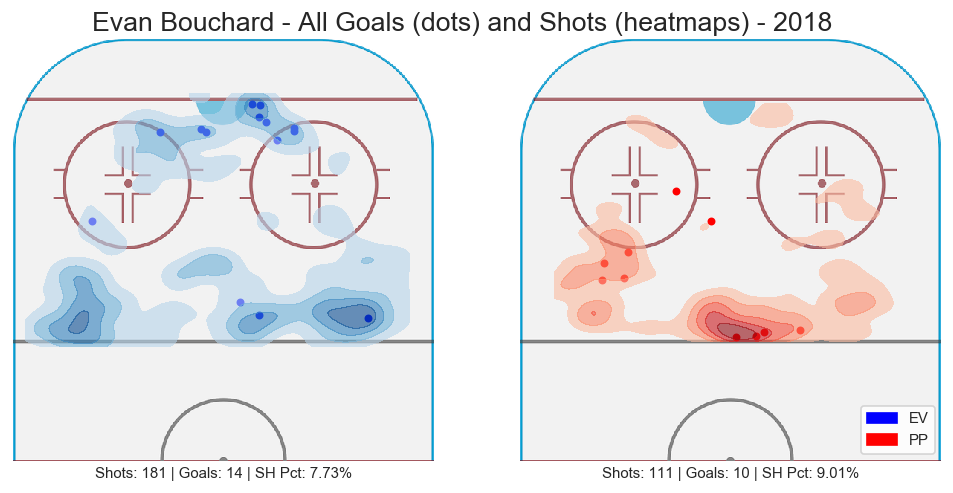 Evan Bouchard - All Goals (dots) and Shots (heatmaps) - 2018
EV
PP
Shots: 181 | Goals: 14 | SH Pct: 7.73%
Shots: 111 | Goals: 10 | SH Pct: 9.01%